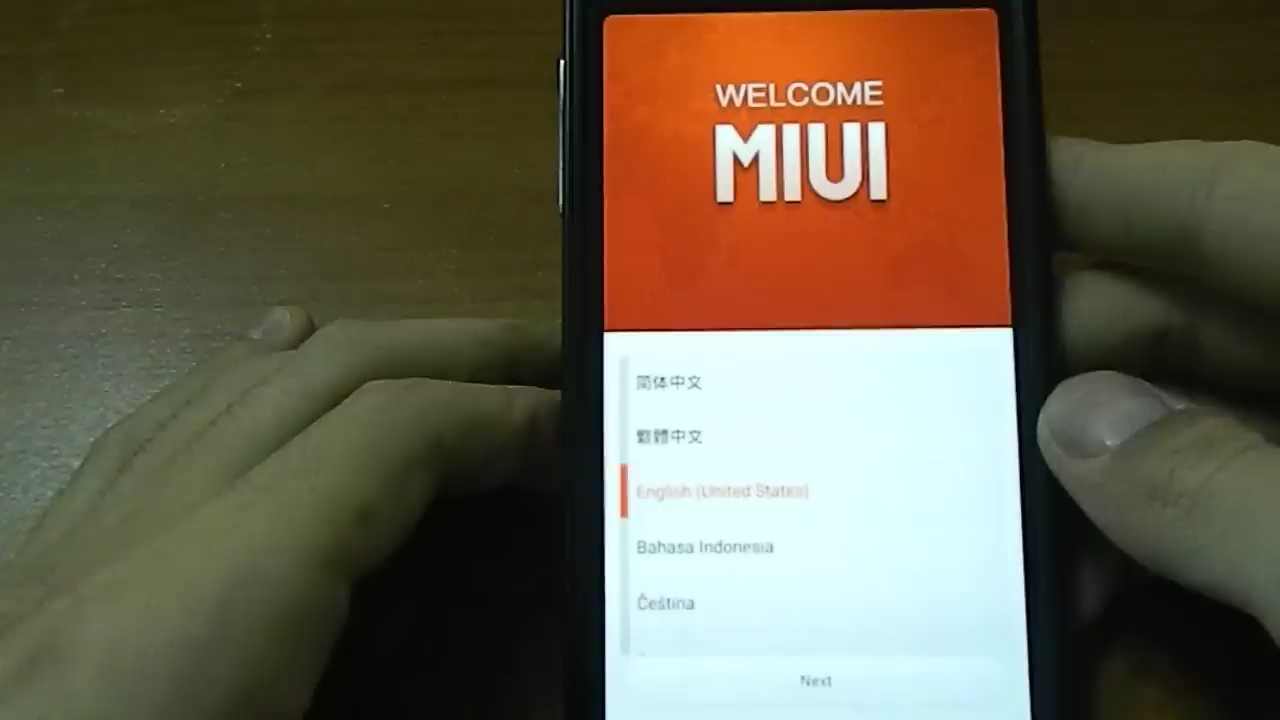 WELCOME
MIUI
简体中文
繁體中文
English (United States)
Bahasa Indonesia
Čeština
Next